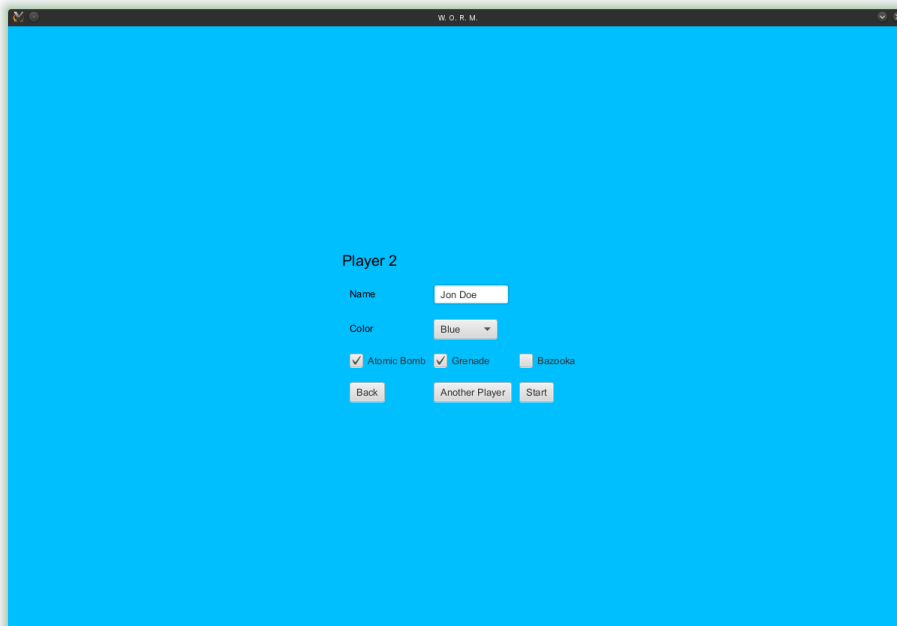 W. O. R. M.
Player 2
Name Jon Doe
Color Blue
Atomic Bomb Grenade Bazooka
Back Another Player Start